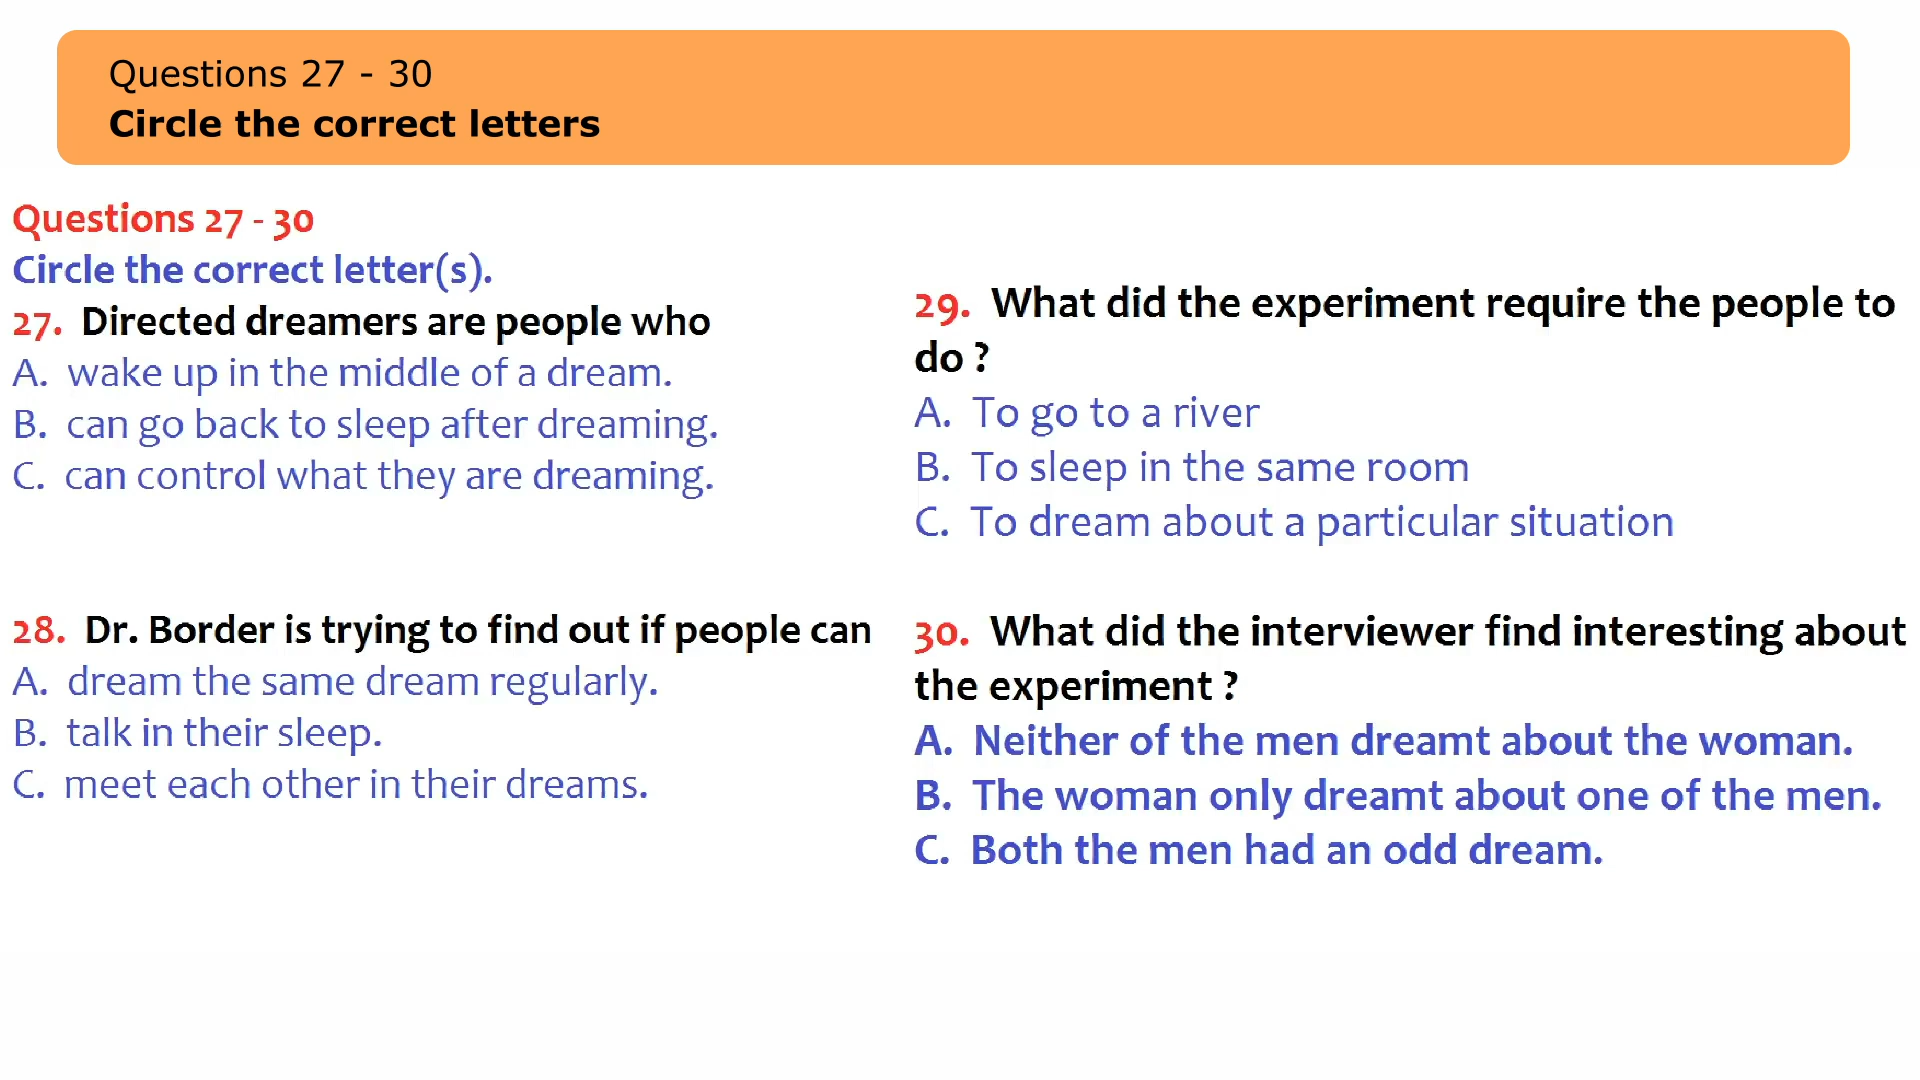 Questions 27 - 30
Circle the correct letters
Questions 27 - 30
Circle the correct letter(s).
27. Directed dreamers are people who
A. wake up in the middle of a dream.
B. can go back to sleep after dreaming.
C. can control what they are dreaming.
28. Dr. Border is trying to find out if people can
A. dream the same dream regularly.
B. talk in their sleep.
C. meet each other in their dreams.
29. What did the experiment require the people to
do ?
A. To go to a river
B. To sleep in the same room
C. To dream about a particular situation
30. What did the interviewer find interesting about
the experiment ?
A. Neither of the men dreamt about the woman.
B. The woman only dreamt about one of the men.
C. Both the men had an odd dream.